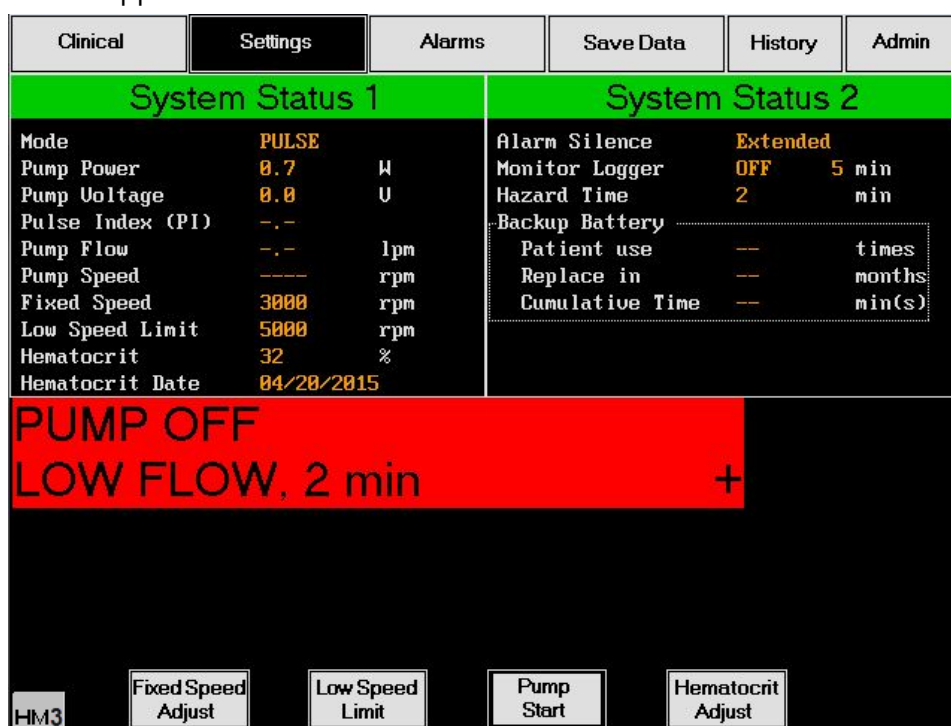 Clinical Settings Alarms Save Data History Admin
System Status 1
Mode PULSE
Pump Power 0.7 W
Pump Voltage 0.0 V
Pulse Index (PI) -.-
Pump Flow -.- lpm
Pump Speed ---- rpm
Fixed Speed 3000 rpm
Low Speed Limit 5000 rpm
Hematocrit 32 %
Hematocrit Date 04/20/2015
System Status 2
Alarm Silence Extended
Monitor Logger OFF 5 min
Hazard Time 2 min
Backup Battery
Patient use -- times
Replace in -- months
Cumulative Time -- min(s)
PUMP OFF
LOW FLOW, 2 min +
HM3
Fixed Speed
Adjust
Low Speed
Limit
Pump
Start
Hematocrit
Adjust